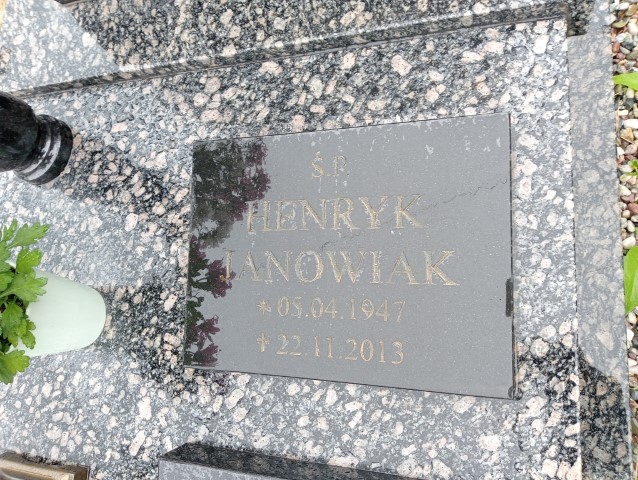 Ś.P.
HENRYK
JANOWIAK
* 05.04.1947
✝ 22.11.2013